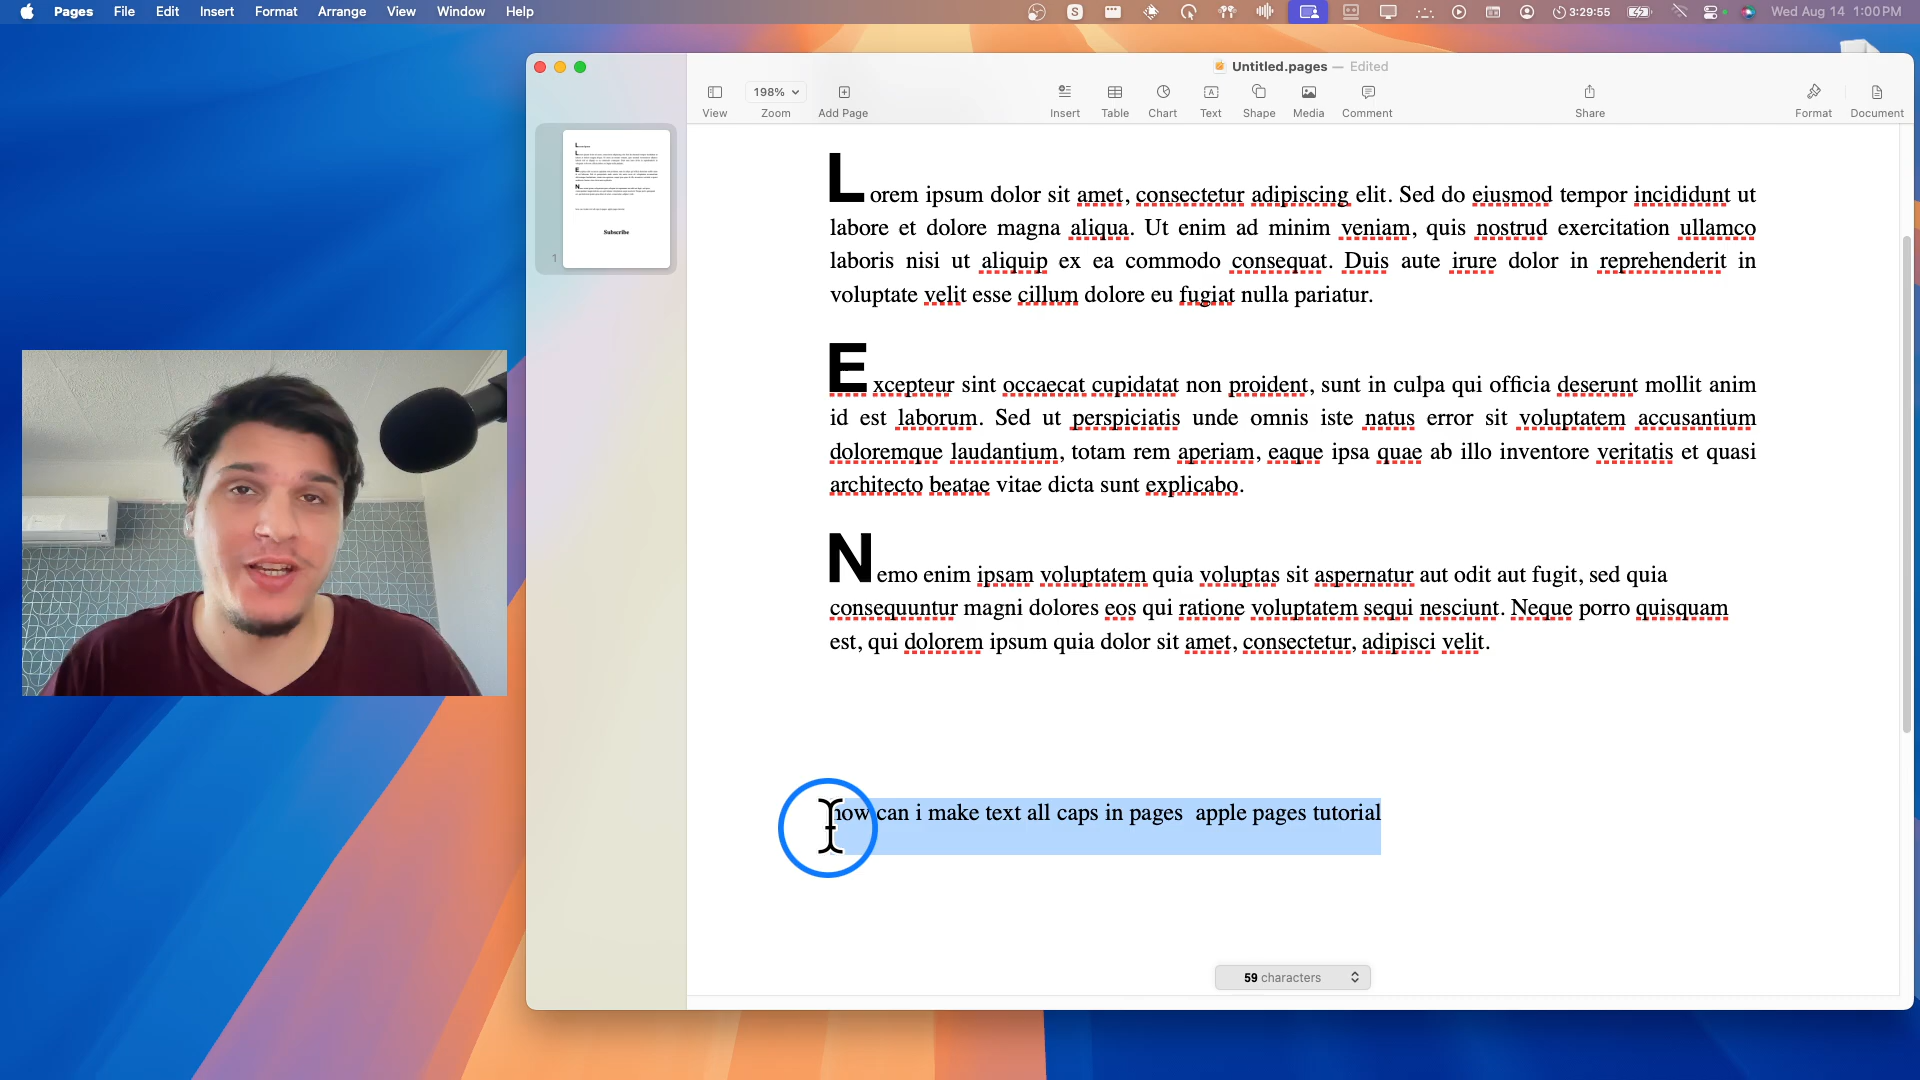 Pages File Edit Insert Format Arrange View Window Help
3:29:55 Wed Aug 14 1:00 PM
Untitled.pages — Edited
198%
View Zoom Add Page Insert Table Chart Text Shape Media Comment Share Format Document
Subscribe
1
Lorem ipsum dolor sit amet, consectetur adipiscing elit. Sed do eiusmod tempor incididunt ut
labore et dolore magna aliqua. Ut enim ad minim veniam, quis nostrud exercitation ullamco
laboris nisi ut aliquip ex ea commodo consequat. Duis aute irure dolor in reprehenderit in
voluptate velit esse cillum dolore eu fugiat nulla pariatur.
Excepteur sint occaecat cupidatat non proident, sunt in culpa qui officia deserunt mollit anim
id est laborum. Sed ut perspiciatis unde omnis iste natus error sit voluptatem accusantium
doloremque laudantium, totam rem aperiam, eaque ipsa quae ab illo inventore veritatis et quasi
architecto beatae vitae dicta sunt explicabo.
Nemo enim ipsam voluptatem quia voluptas sit aspernatur aut odit aut fugit, sed quia
consequuntur magni dolores eos qui ratione voluptatem sequi nesciunt. Neque porro quisquam
est, qui dolorem ipsum quia dolor sit amet, consectetur, adipisci velit.
how can i make text all caps in pages  apple pages tutorial
59 characters